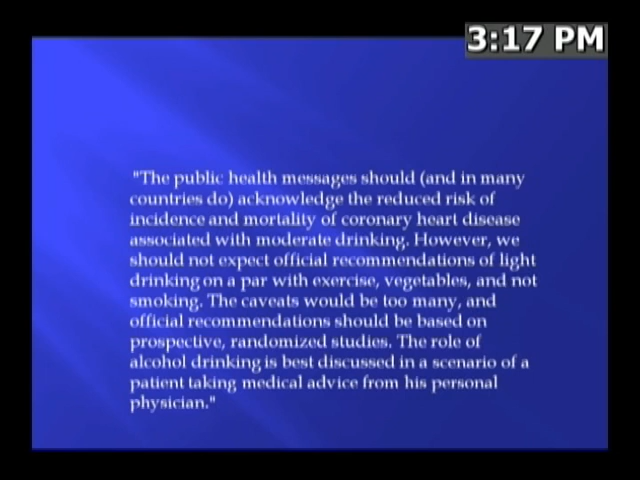 3:17 PM
"The public health messages should (and in many
countries do) acknowledge the reduced risk of
incidence and mortality of coronary heart disease
associated with moderate drinking. However, we
should not expect official recommendations of light
drinking on a par with exercise, vegetables, and not
smoking. The caveats would be too many, and
official recommendations should be based on
prospective, randomized studies. The role of
alcohol drinking is best discussed in a scenario of a
patient taking medical advice from his personal
physician."